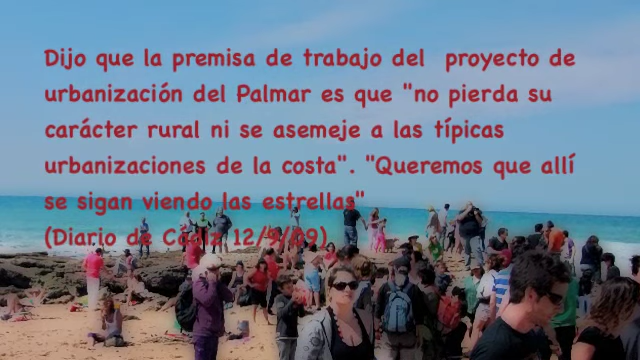 Dijo que la premisa de trabajo del  proyecto de
urbanización del Palmar es que "no pierda su
carácter rural ni se asemeje a las típicas
urbanizaciones de la costa". "Queremos que allí
se sigan viendo las estrellas"
(Diario de Cádiz 12/9/09)